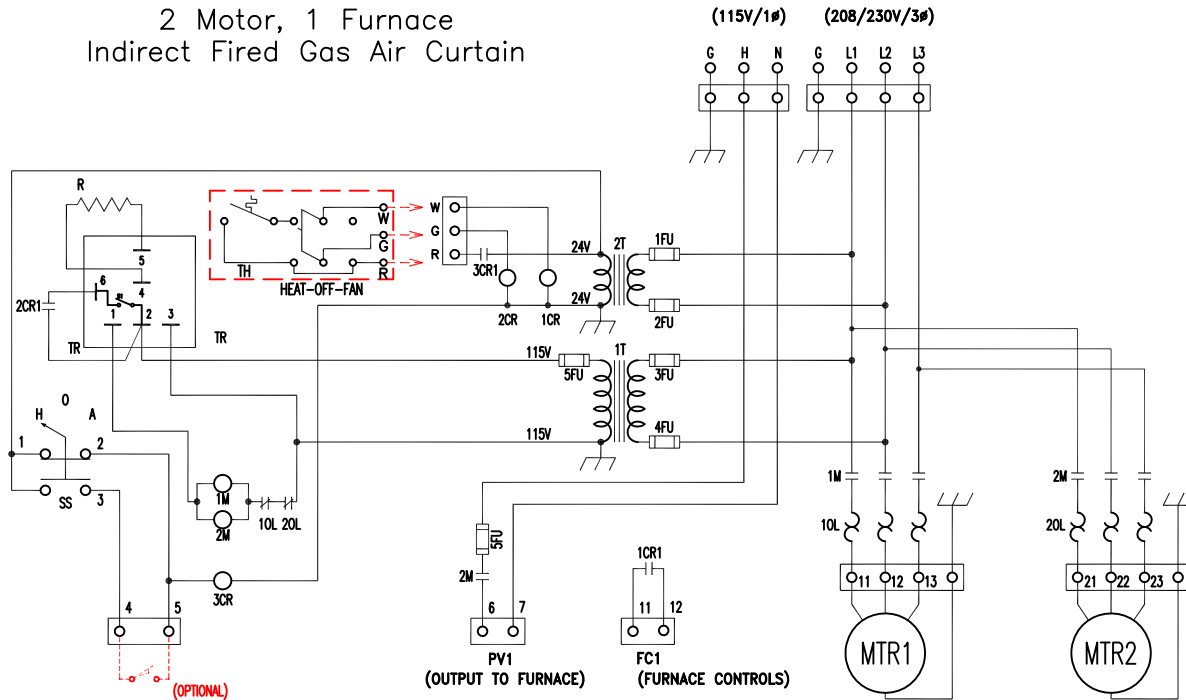 2 Motor, 1 Furnace
Indirect Fired Gas Air Curtain
(115V/1ø) (208/230V/3ø)
G H N G L1 L2 L3
R
5
4
6
2CR1
1 2 3
TR
TR
TH
W
G
R
HEAT-OFF-FAN
W
G
R
3CR1
2CR 1CR
24V
24V
2T
1FU
2FU
115V
5FU
1T
3FU
4FU
115V
H O A
1 2
SS 3
1M
2M
1OL 2OL
3CR
4 5
(OPTIONAL)
5FU
2M
6 7
PV1
(OUTPUT TO FURNACE)
1CR1
11 12
FC1
(FURNACE CONTROLS)
1M
1OL
11 12 13
MTR1
2M
2OL
21 22 23
MTR2